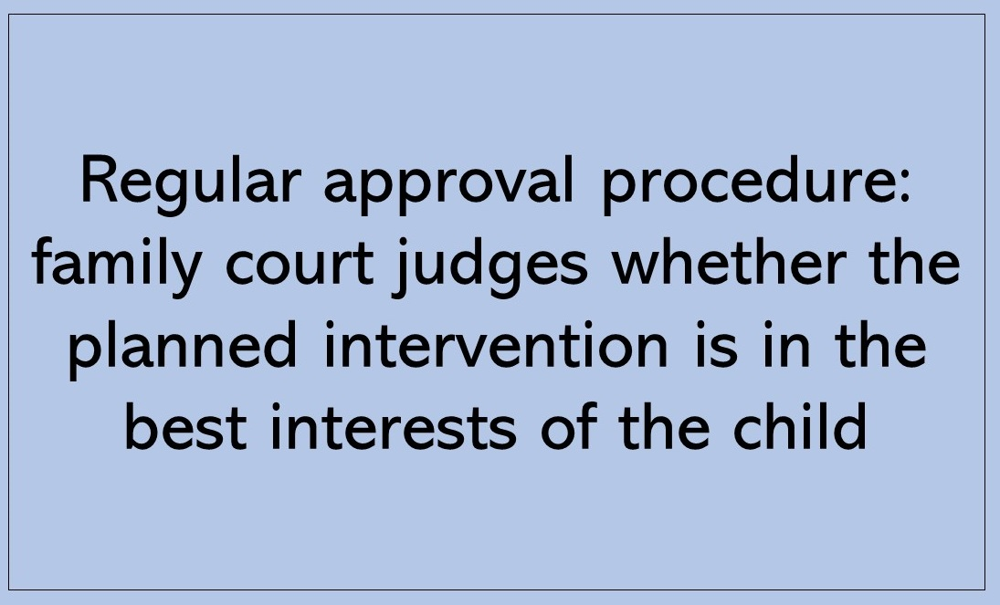 Regular approval procedure:
family court judges whether the
planned intervention is in the
best interests of the child